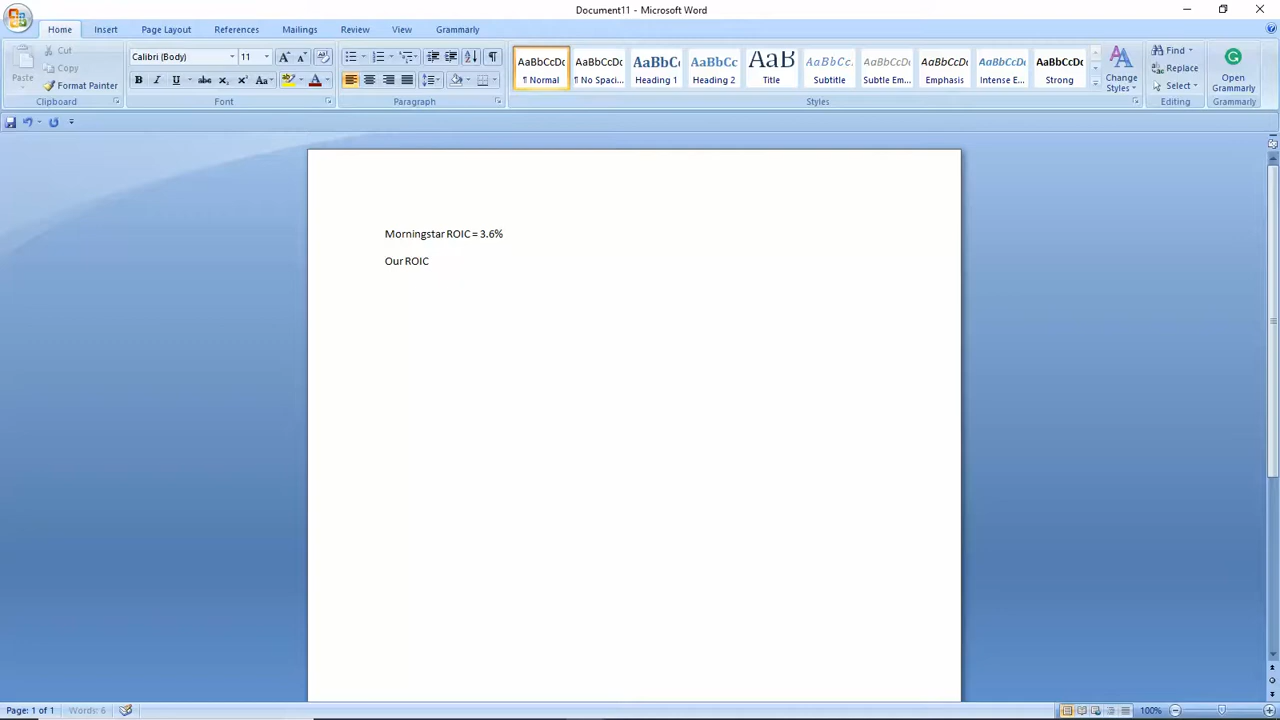 Document11 - Microsoft Word
Home Insert Page Layout References Mailings Review View Grammarly
Paste
Cut
Copy
Format Painter
Clipboard
Calibri (Body) 11
Font
Paragraph
AaBbCcDc AaBbCcDc AaBbC AaBbCc AaB AaBbCc. AaBbCcDc AaBbCcDc AaBbCcDc AaBbCcDc
¶ Normal ¶ No Spaci... Heading 1 Heading 2 Title Subtitle Subtle Em... Emphasis Intense E... Strong
Change Styles
Styles
Find
Replace
Select
Editing
Open Grammarly
Grammarly
Morningstar ROIC = 3.6%
Our ROIC
Page: 1 of 1 Words: 6 100%